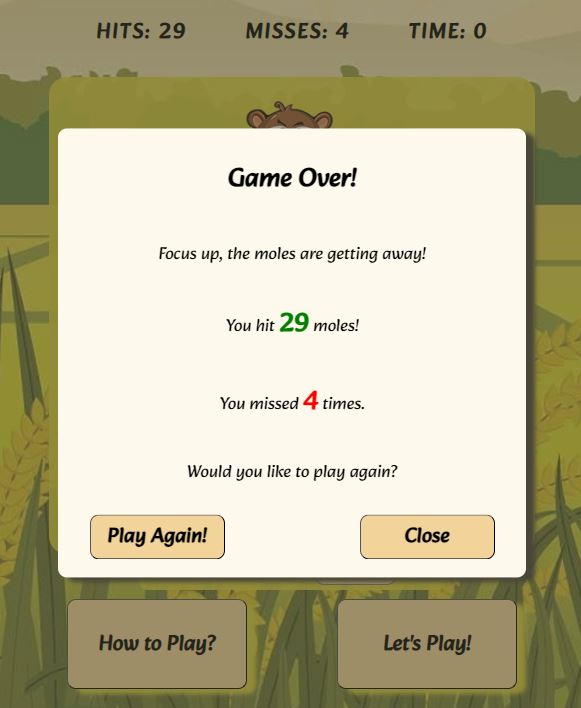 HITS: 29 MISSES: 4 TIME: 0
Game Over!
Focus up, the moles are getting away!
You hit 29 moles!
You missed 4 times.
Would you like to play again?
Play Again! Close
How to Play? Let's Play!